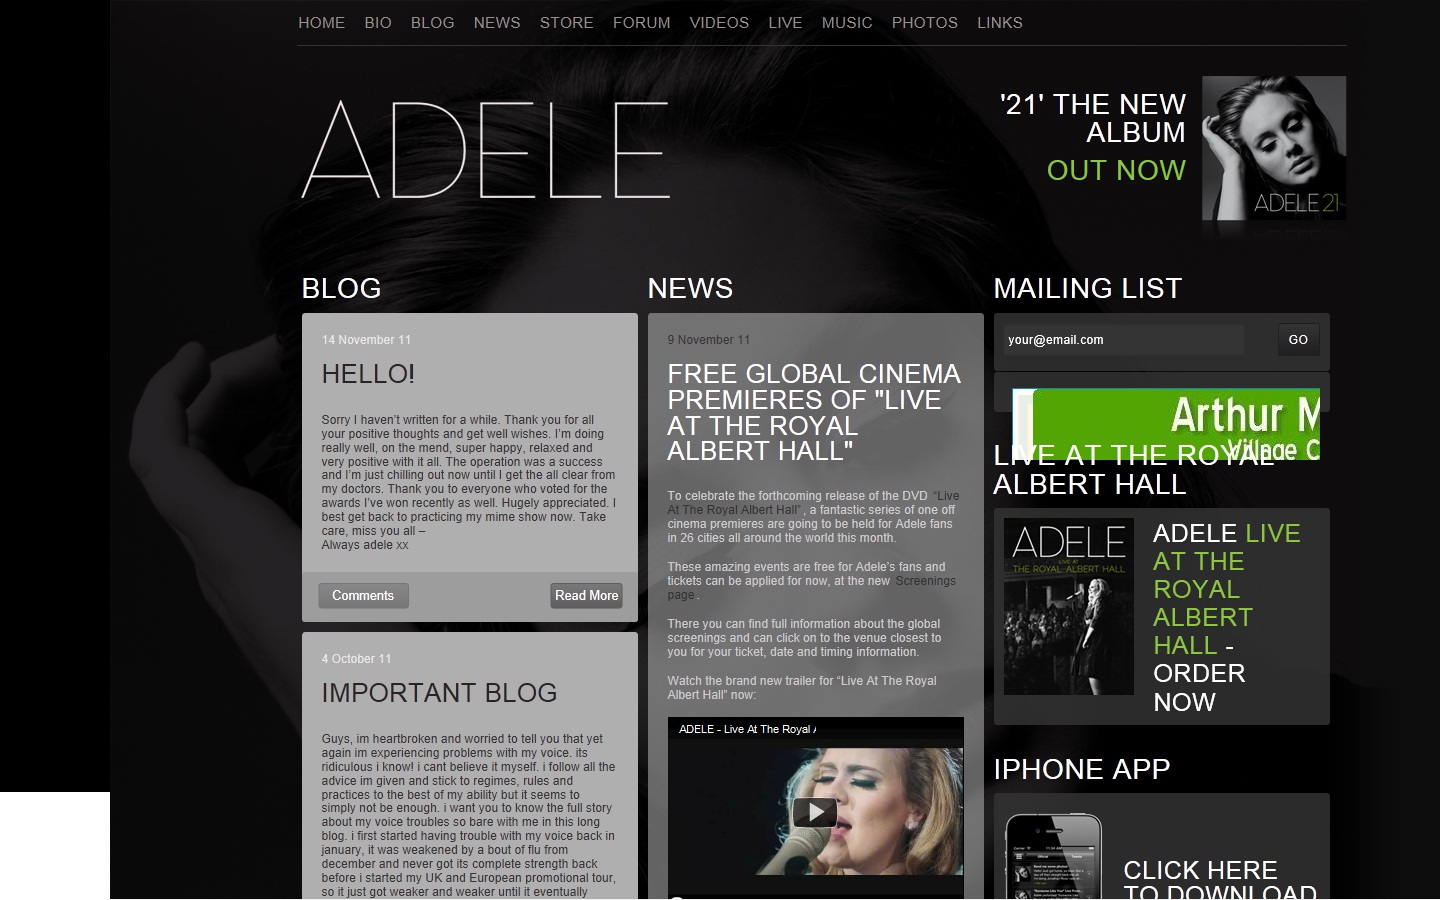 HOME BIO BLOG NEWS STORE FORUM VIDEOS LIVE MUSIC PHOTOS LINKS
ADELE
'21' THE NEW
ALBUM
OUT NOW
ADELE 21
BLOG
14 November 11
HELLO!
Sorry I haven't written for a while. Thank you for all
your positive thoughts and get well wishes. I'm doing
really well, on the mend, super happy, relaxed and
very positive with it all. The operation was a success
and I'm just chilling out now until I get the all clear from
my doctors. Thank you to everyone who voted for the
awards I've won recently as well. Hugely appreciated. I
best get back to practicing my mime show now. Take
care, miss you all –
Always adele xx
Comments Read More
4 October 11
IMPORTANT BLOG
Guys, im heartbroken and worried to tell you that yet
again im experiencing problems with my voice. its
ridiculous i know! i cant believe it myself. i follow all the
advice im given and stick to regimes, rules and
practices to the best of my ability but it seems to
simply not be enough. i want you to know the full story
about my voice troubles so bare with me in this long
blog. i first started having trouble with my voice back in
january, it was weakened by a bout of flu from
december and never got its complete strength back
before i started my UK and European promotional tour,
so it just got weaker and weaker until it eventually
NEWS
9 November 11
FREE GLOBAL CINEMA
PREMIERES OF "LIVE
AT THE ROYAL
ALBERT HALL"
To celebrate the forthcoming release of the DVD “Live
At The Royal Albert Hall”, a fantastic series of one off
cinema premieres are going to be held for Adele fans
in 26 cities all around the world this month.
These amazing events are free for Adele's fans and
tickets can be applied for now, at the new Screenings
page.
There you can find full information about the global
screenings and can click on to the venue closest to
you for your ticket, date and timing information.
Watch the brand new trailer for “Live At The Royal
Albert Hall” now:
ADELE - Live At The Royal
MAILING LIST
your@email.com GO
Arthur M
Village C
LIVE AT THE ROYAL
ALBERT HALL
ADELE
LIVE AT
THE ROYAL ALBERT HALL
ADELE LIVE
AT THE
ROYAL
ALBERT
HALL -
ORDER
NOW
IPHONE APP
CLICK HERE
TO DOWNLOAD